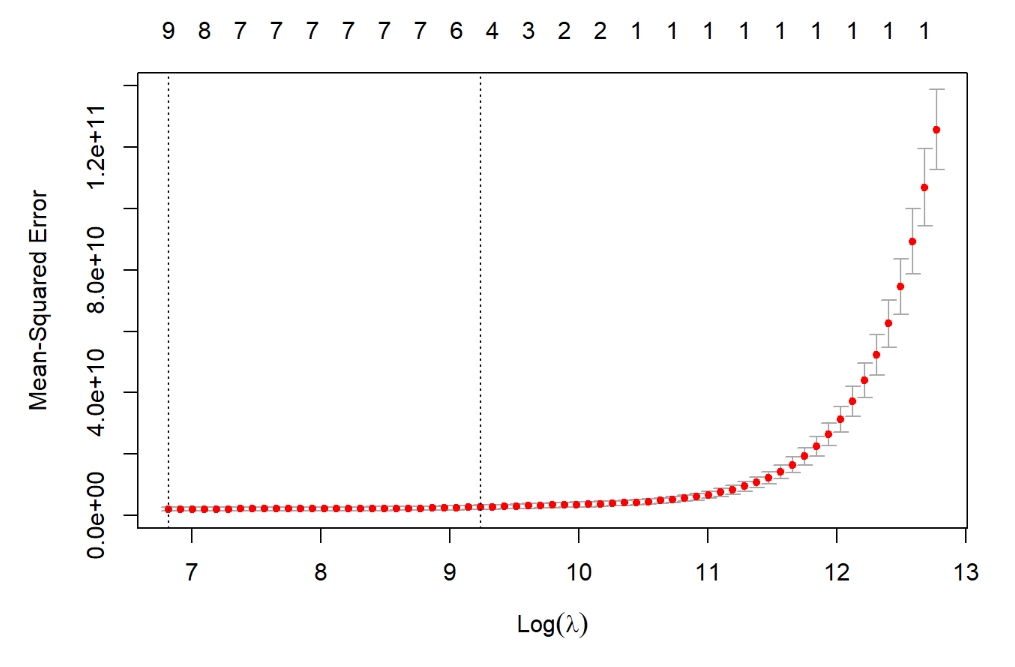 9 8 7 7 7 7 7 7 6 4 3 2 2 1 1 1 1 1 1 1 1 1
Mean-Squared Error
1.2e+11
8.0e+10
4.0e+10
0.0e+00
7 8 9 10 11 12 13
Log(λ)